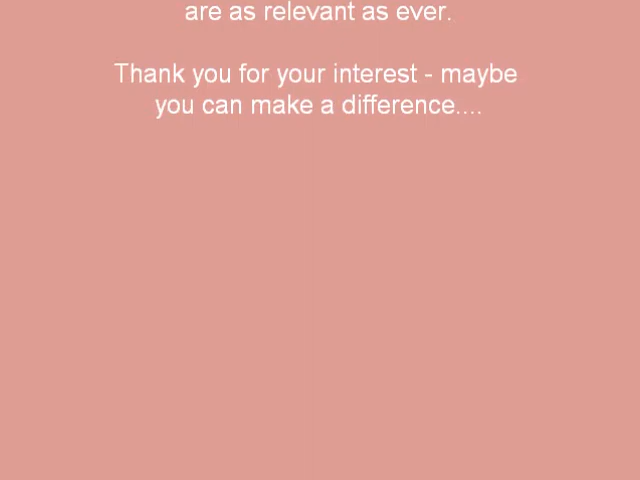 are as relevant as ever.
Thank you for your interest - maybe
you can make a difference....